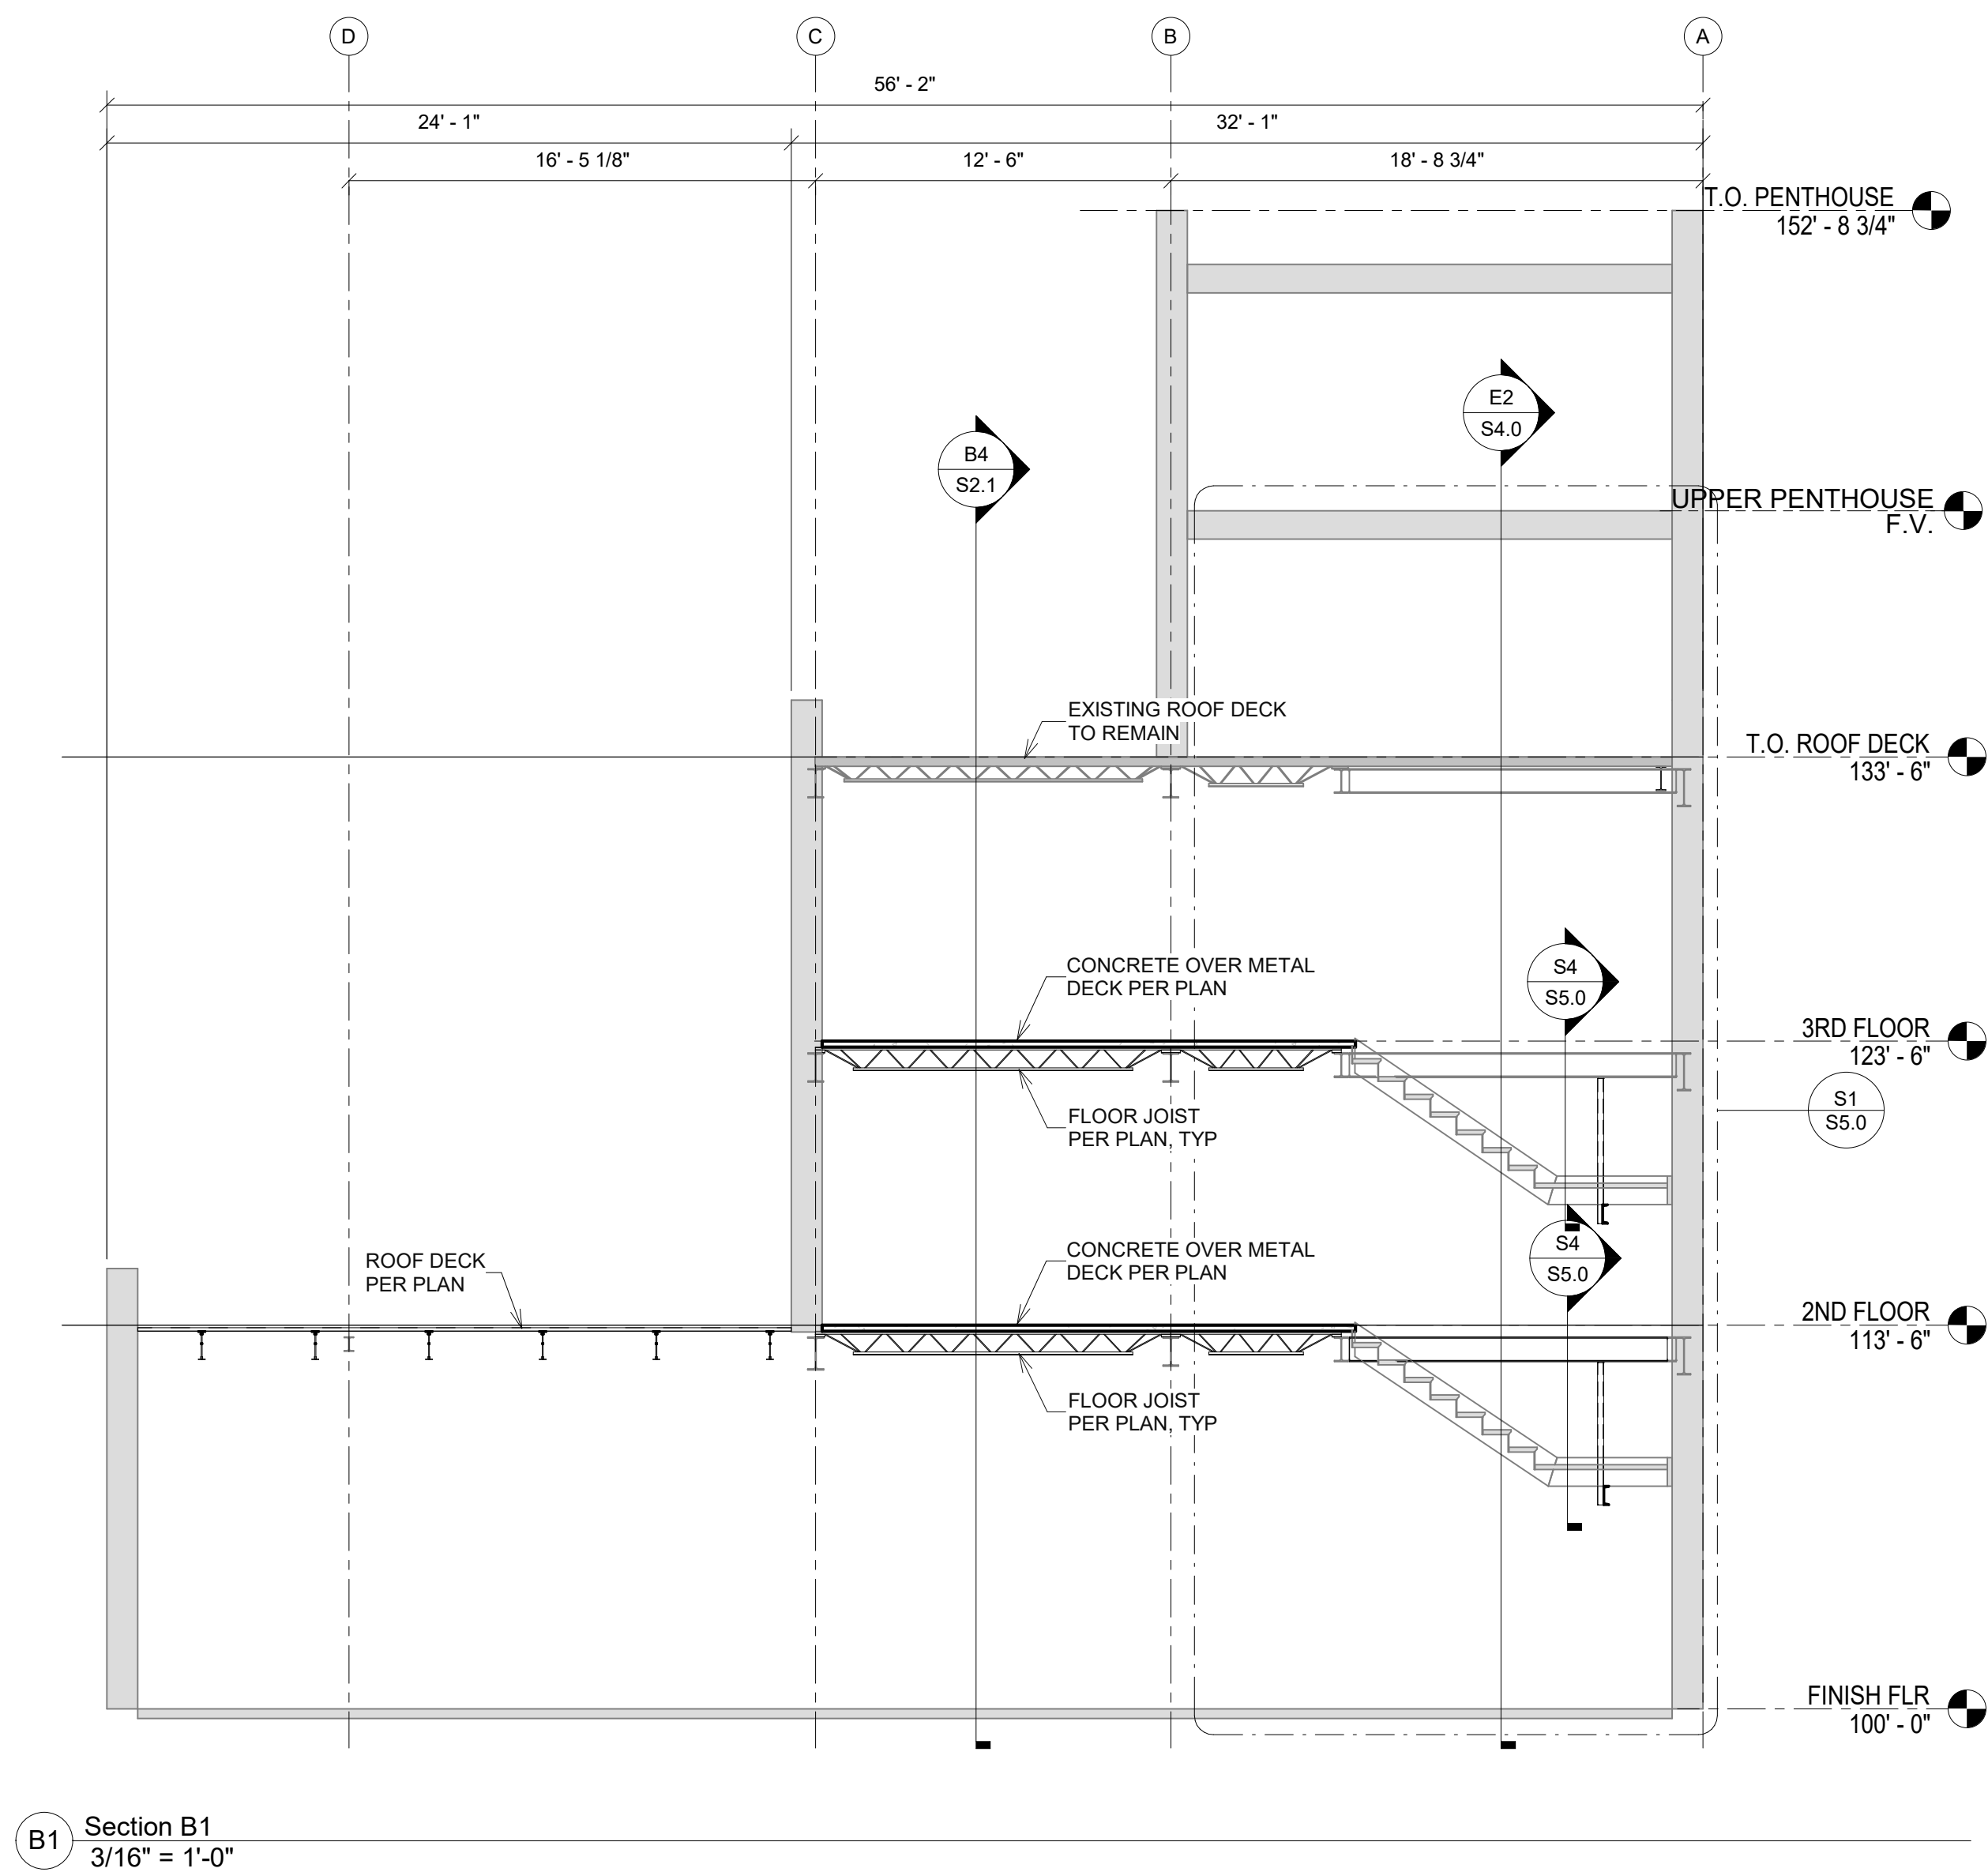 D
C
B
A
56' - 2"
24' - 1"
32' - 1"
16' - 5 1/8"
12' - 6"
18' - 8 3/4"
T.O. PENTHOUSE
152' - 8 3/4"
E2
S4.0
B4
S2.1
UPPER PENTHOUSE
F.V.
EXISTING ROOF DECK
TO REMAIN
T.O. ROOF DECK
133' - 6"
CONCRETE OVER METAL
DECK PER PLAN
S4
S5.0
3RD FLOOR
123' - 6"
S1
S5.0
FLOOR JOIST
PER PLAN, TYP
S4
S5.0
ROOF DECK
PER PLAN
CONCRETE OVER METAL
DECK PER PLAN
2ND FLOOR
113' - 6"
FLOOR JOIST
PER PLAN, TYP
FINISH FLR
100' - 0"
B1
Section B1
3/16" = 1'-0"